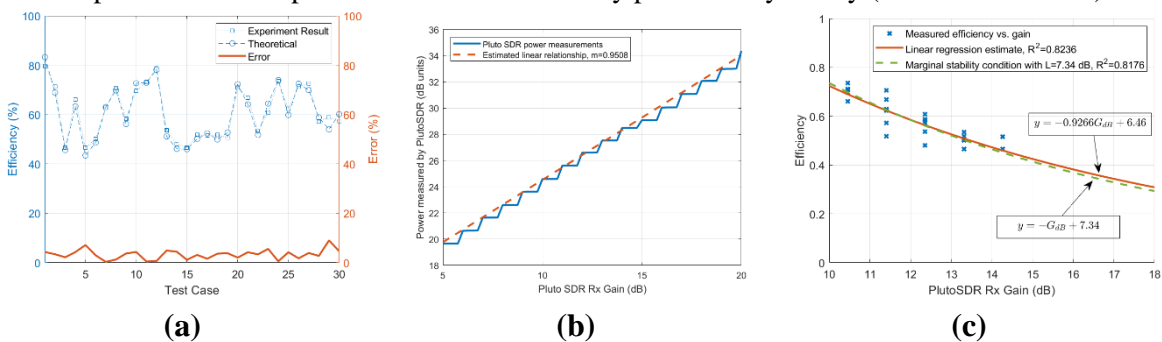 Experiment Result
Theoretical
Error
Efficiency (%)
Error (%)
100
80
60
40
20
0
100
80
60
40
20
0
5
10
15
20
25
30
Test Case
(a)
Pluto SDR power measurements
Estimated linear relationship, m=0.9508
Power measured by PlutoSDR (dB units)
36
34
32
30
28
26
24
22
20
18
5
10
15
20
Pluto SDR Rx Gain (dB)
(b)
Measured efficiency vs. gain
Linear regression estimate, R²=0.8236
Marginal stability condition with L=7.34 dB, R²=0.8176
y = −0.9266G_{dB} + 6.46
y = −G_{dB} + 7.34
Efficiency
1
0.8
0.6
0.4
0.2
0
10
11
12
13
14
15
16
17
18
PlutoSDR Rx Gain (dB)
(c)